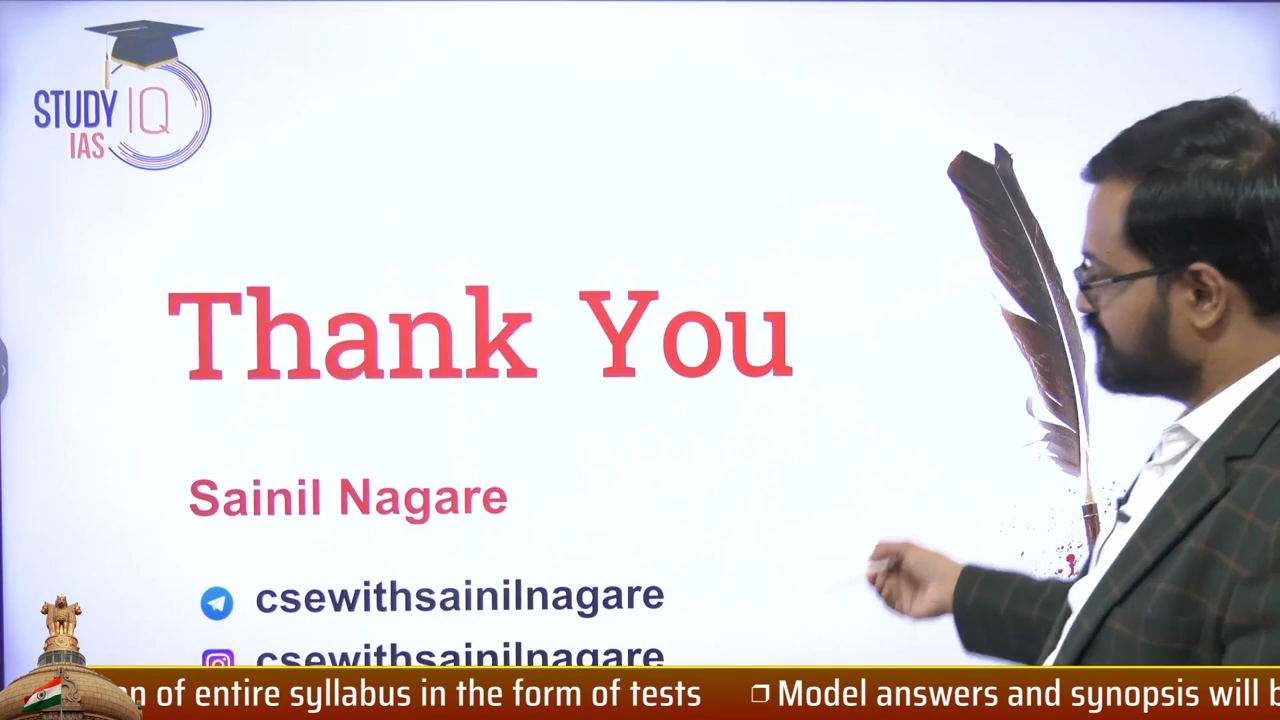 STUDY IQ
IAS
Thank You
Sainil Nagare
csewithsainilnagare
csewithsainilnagare
of entire syllabus in the form of tests
❐ Model answers and synopsis will